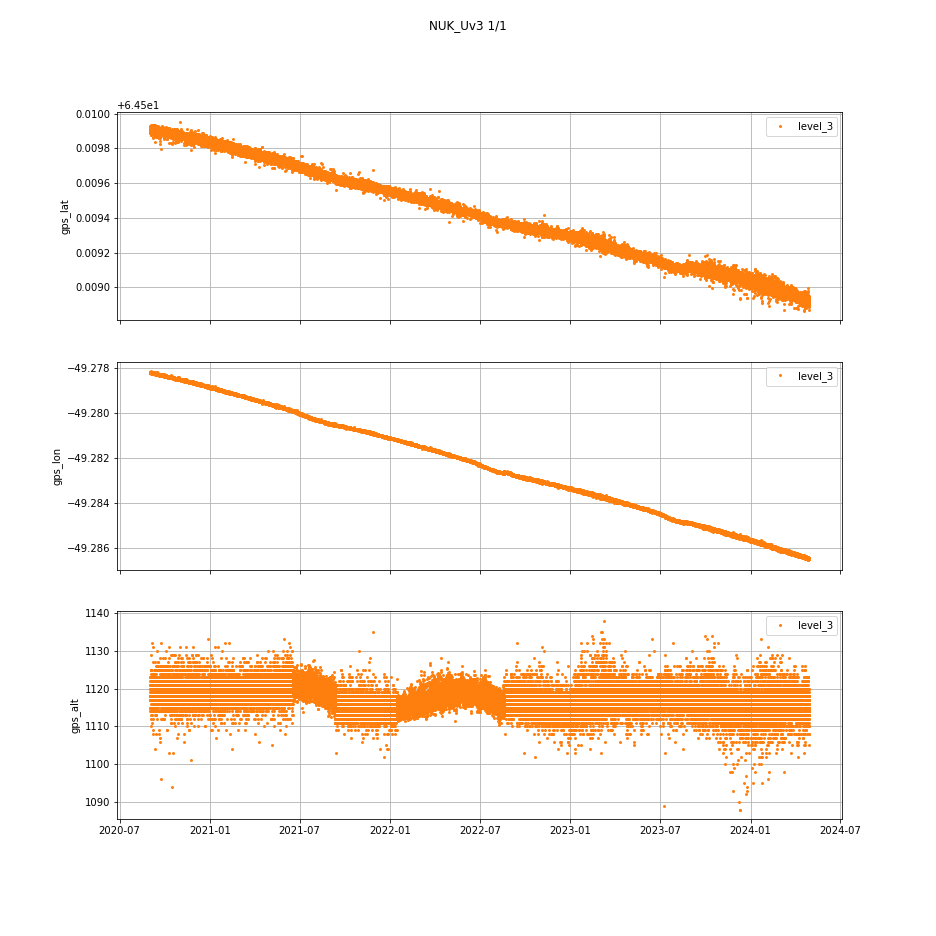 NUK_Uv3 1/1
+6.45e1
0.0100
0.0098
0.0096
0.0094
0.0092
0.0090
gps_lat
level_3
−49.278
−49.280
−49.282
−49.284
−49.286
gps_lon
level_3
1140
1130
1120
1110
1100
1090
gps_alt
level_3
2020-07 2021-01 2021-07 2022-01 2022-07 2023-01 2023-07 2024-01 2024-07